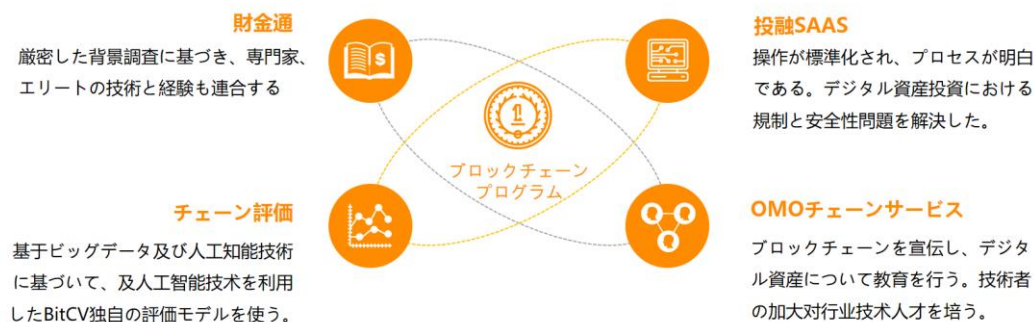 財金通
厳密した背景調査に基づき、専門家、
エリートの技術と経験も連合する
投融SAAS
操作が標準化され、プロセスが明白
である。デジタル資産投資における
規制と安全性問題を解決した。
$
1
ブロックチェーン
プログラム
チェーン評価
基于ビッグデータ及び人工知能技術
に基づいて、及人工智能技术を利用
したBitCV独自の評価モデルを使う。
OMOチェーンサービス
ブロックチェーンを宣伝し、デジタ
ル資産について教育を行う。技術者
の加大对行业技术人才を培う。